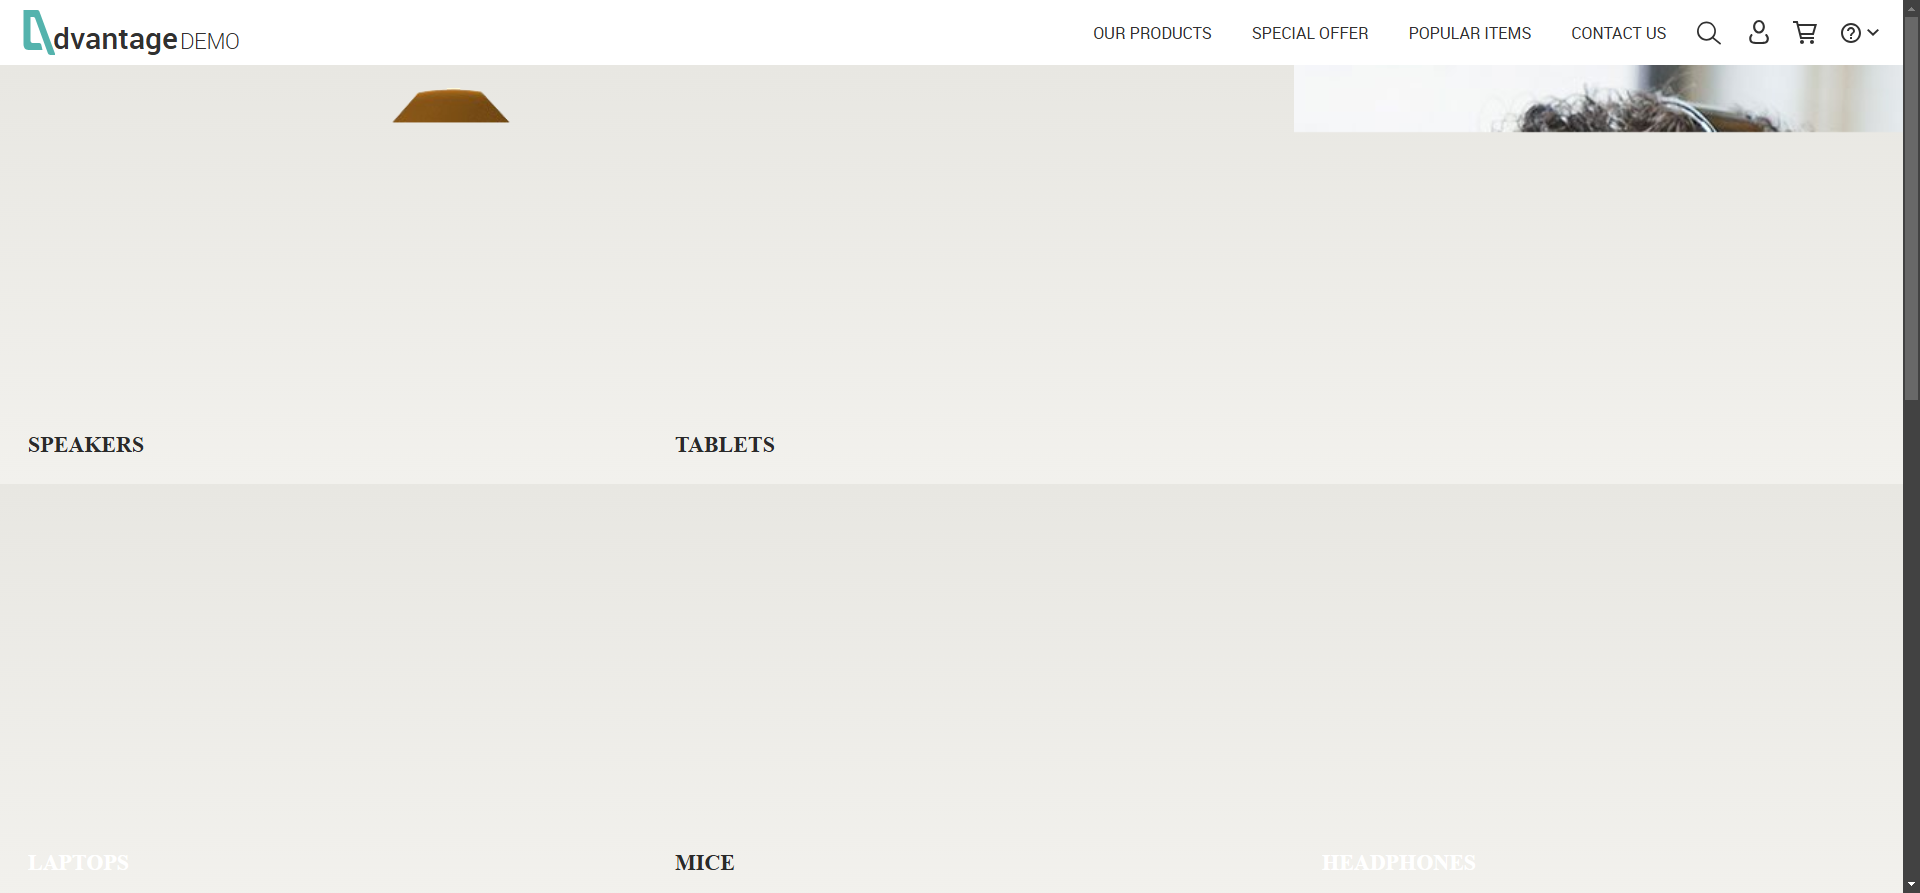 dvantage DEMO
OUR PRODUCTS
SPECIAL OFFER
POPULAR ITEMS
CONTACT US
SPEAKERS
TABLETS
LAPTOPS
MICE
HEADPHONES